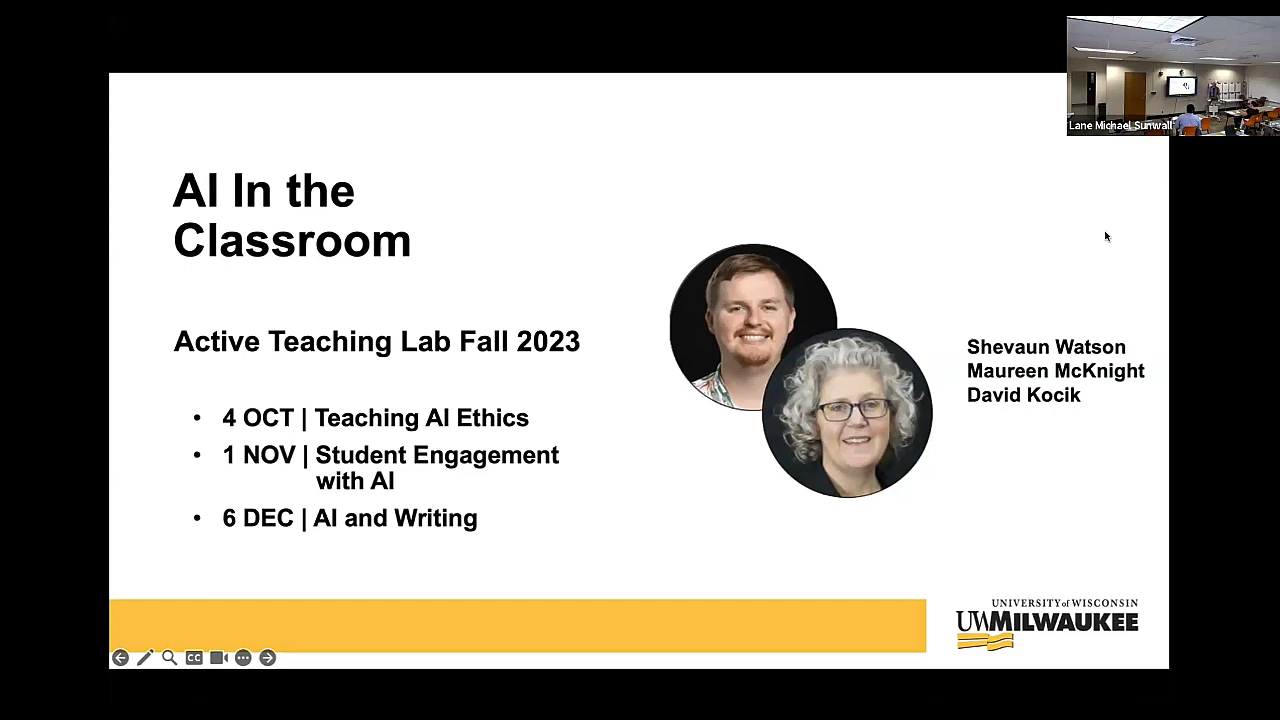 Lane Michael Sunwall
AI In the
Classroom
Active Teaching Lab Fall 2023
• 4 OCT | Teaching AI Ethics
• 1 NOV | Student Engagement
with AI
• 6 DEC | AI and Writing
Shevaun Watson
Maureen McKnight
David Kocik
UNIVERSITY of WISCONSIN
UWMILWAUKEE
CC